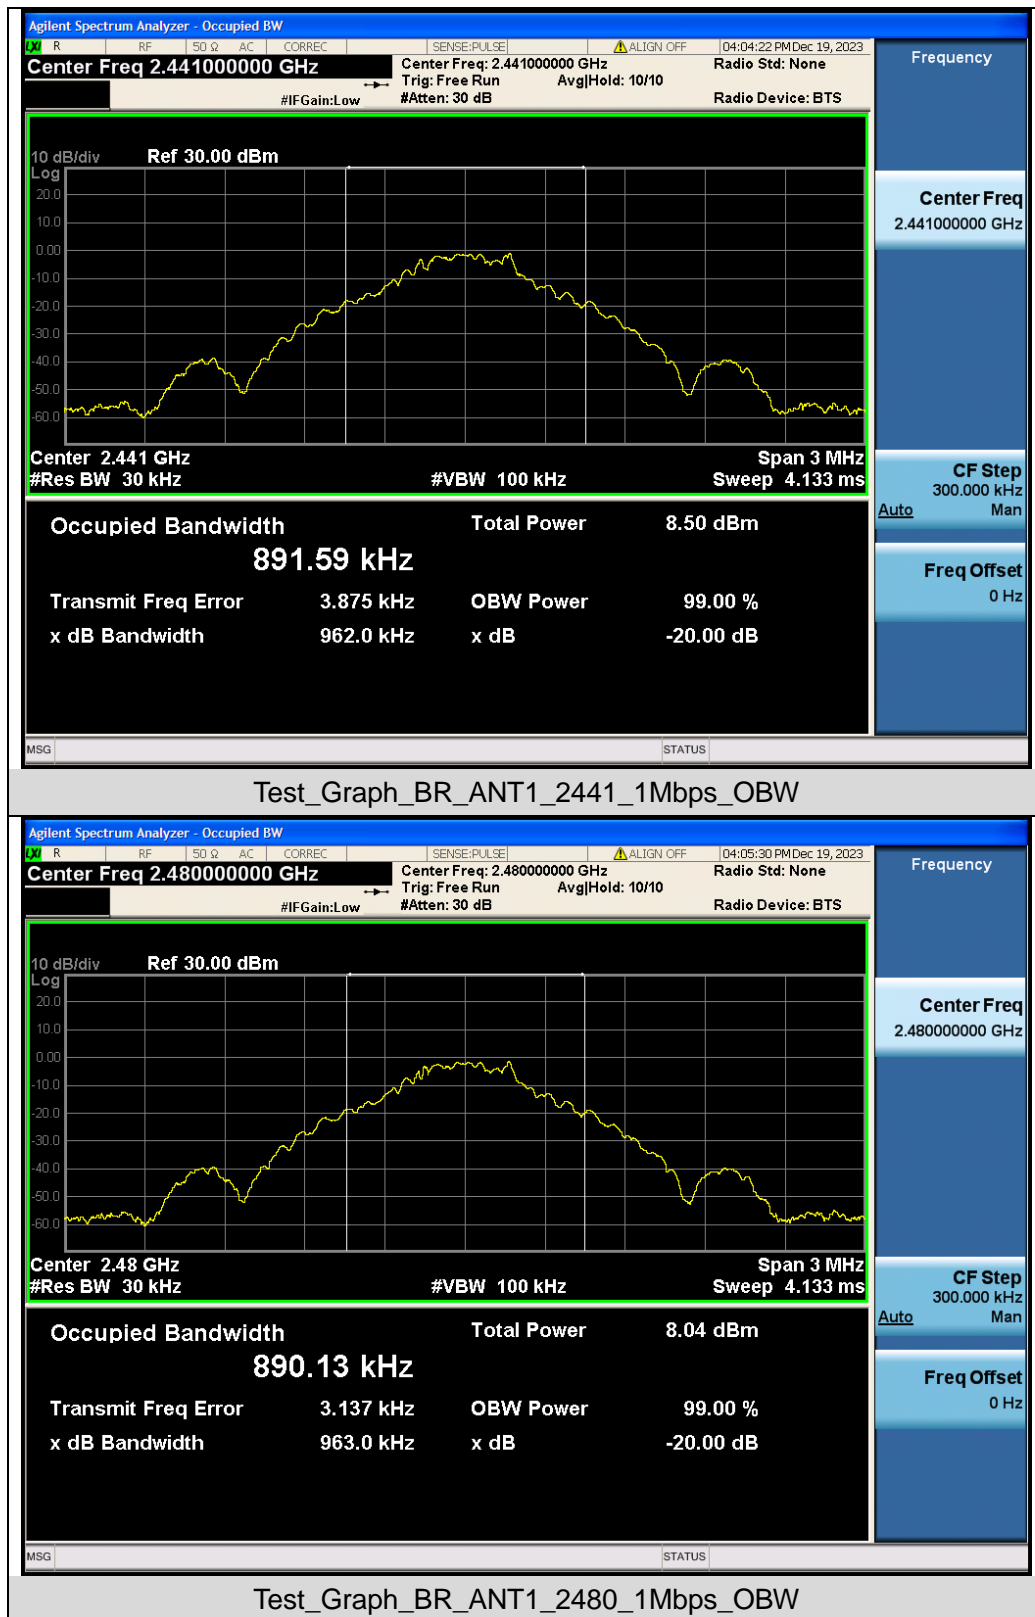 Agilent Spectrum Analyzer - Occupied BW
LXI R RF 50 Ω AC CORREC SENSE:PULSE ALIGN OFF 04:04:22 PM Dec 19, 2023
Center Freq 2.441000000 GHz
Center Freq: 2.441000000 GHz Radio Std: None
Trig: Free Run Avg|Hold: 10/10
#IFGain:Low #Atten: 30 dB Radio Device: BTS
Frequency
10 dB/div Ref 30.00 dBm
Log
20.0
10.0
0.00
-10.0
-20.0
-30.0
-40.0
-50.0
-60.0
Center 2.441 GHz Span 3 MHz
#Res BW 30 kHz #VBW 100 kHz Sweep 4.133 ms
Center Freq
2.441000000 GHz
CF Step
300.000 kHz
Auto Man
Freq Offset
0 Hz
Occupied Bandwidth Total Power 8.50 dBm
891.59 kHz
Transmit Freq Error 3.875 kHz OBW Power 99.00 %
x dB Bandwidth 962.0 kHz x dB -20.00 dB
MSG STATUS
Test_Graph_BR_ANT1_2441_1Mbps_OBW
Agilent Spectrum Analyzer - Occupied BW
LXI R RF 50 Ω AC CORREC SENSE:PULSE ALIGN OFF 04:05:30 PM Dec 19, 2023
Center Freq 2.480000000 GHz
Center Freq: 2.480000000 GHz Radio Std: None
Trig: Free Run Avg|Hold: 10/10
#IFGain:Low #Atten: 30 dB Radio Device: BTS
Frequency
10 dB/div Ref 30.00 dBm
Log
20.0
10.0
0.00
-10.0
-20.0
-30.0
-40.0
-50.0
-60.0
Center 2.48 GHz Span 3 MHz
#Res BW 30 kHz #VBW 100 kHz Sweep 4.133 ms
Center Freq
2.480000000 GHz
CF Step
300.000 kHz
Auto Man
Freq Offset
0 Hz
Occupied Bandwidth Total Power 8.04 dBm
890.13 kHz
Transmit Freq Error 3.137 kHz OBW Power 99.00 %
x dB Bandwidth 963.0 kHz x dB -20.00 dB
MSG STATUS
Test_Graph_BR_ANT1_2480_1Mbps_OBW